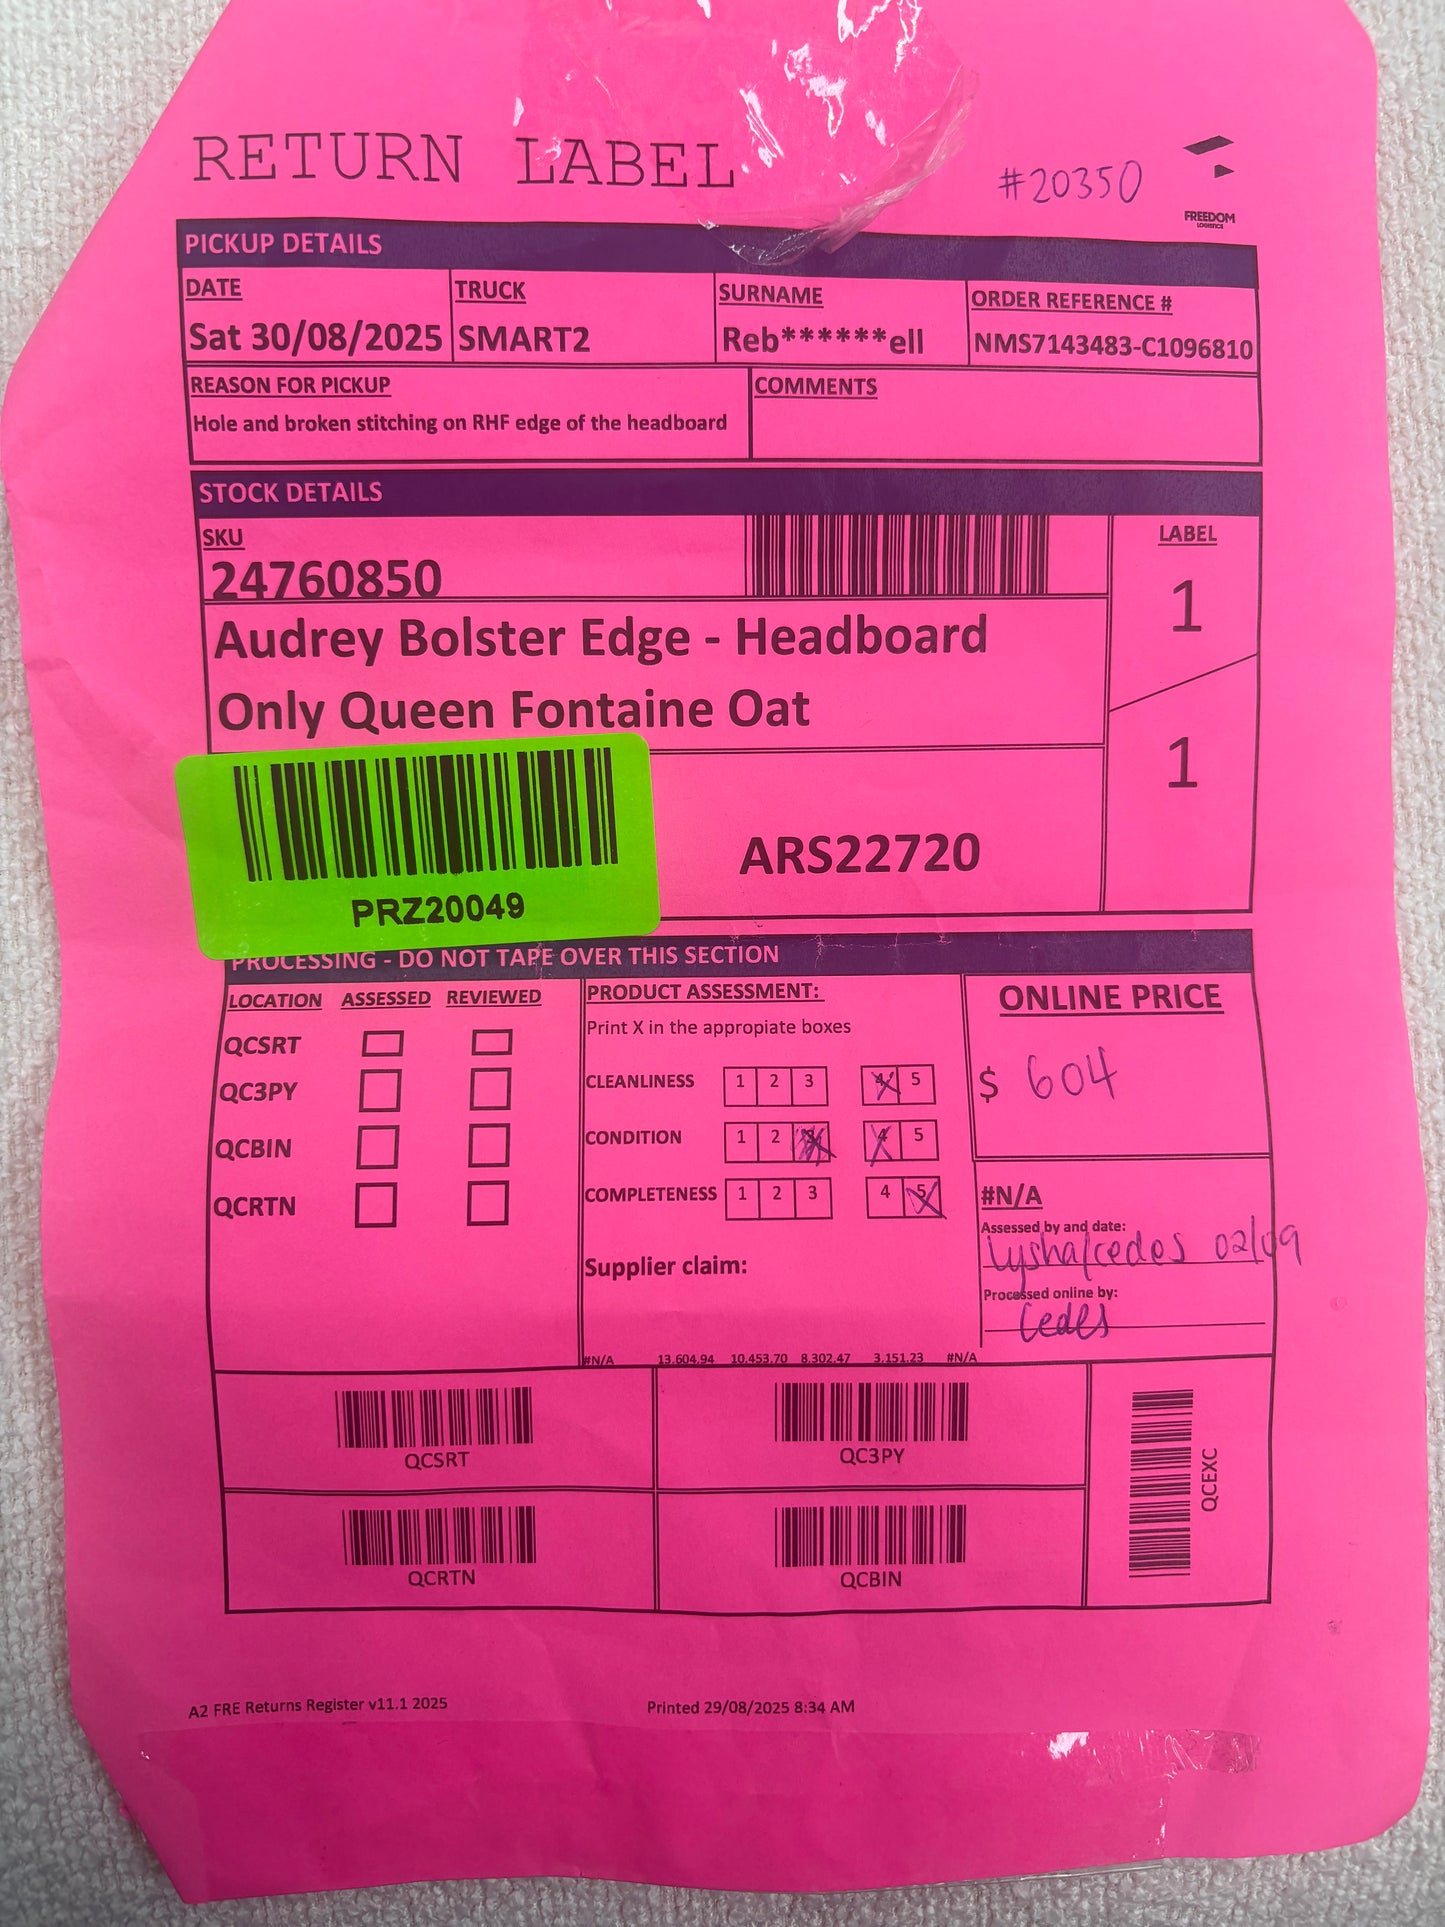 RETURN LABEL
#20350
FREEDOM
LOGISTICS
PICKUP DETAILS
DATE TRUCK SURNAME ORDER REFERENCE #
Sat 30/08/2025 SMART2 Reb******ell NMS7143483-C1096810
REASON FOR PICKUP COMMENTS
Hole and broken stitching on RHF edge of the headboard
STOCK DETAILS
SKU LABEL
24760850
1
Audrey Bolster Edge - Headboard
Only Queen Fontaine Oat
1
ARS22720
PRZ20049
PROCESSING - DO NOT TAPE OVER THIS SECTION
LOCATION ASSESSED REVIEWED
QCSRT
QC3PY
QCBIN
QCRTN
PRODUCT ASSESSMENT:
Print X in the appropiate boxes
CLEANLINESS 1 2 3 4 5
CONDITION 1 2 3 4 5
COMPLETENESS 1 2 3 4 5
Supplier claim:
#N/A 13,604.94 10,453.70 8,302.47 3,151.23 #N/A
ONLINE PRICE
$ 604
#N/A
Assessed by and date:
Lysha/cedes 02/09
Processed online by:
Cedes
QCSRT QC3PY
QCEXC
QCRTN QCBIN
A2 FRE Returns Register v11.1 2025 Printed 29/08/2025 8:34 AM